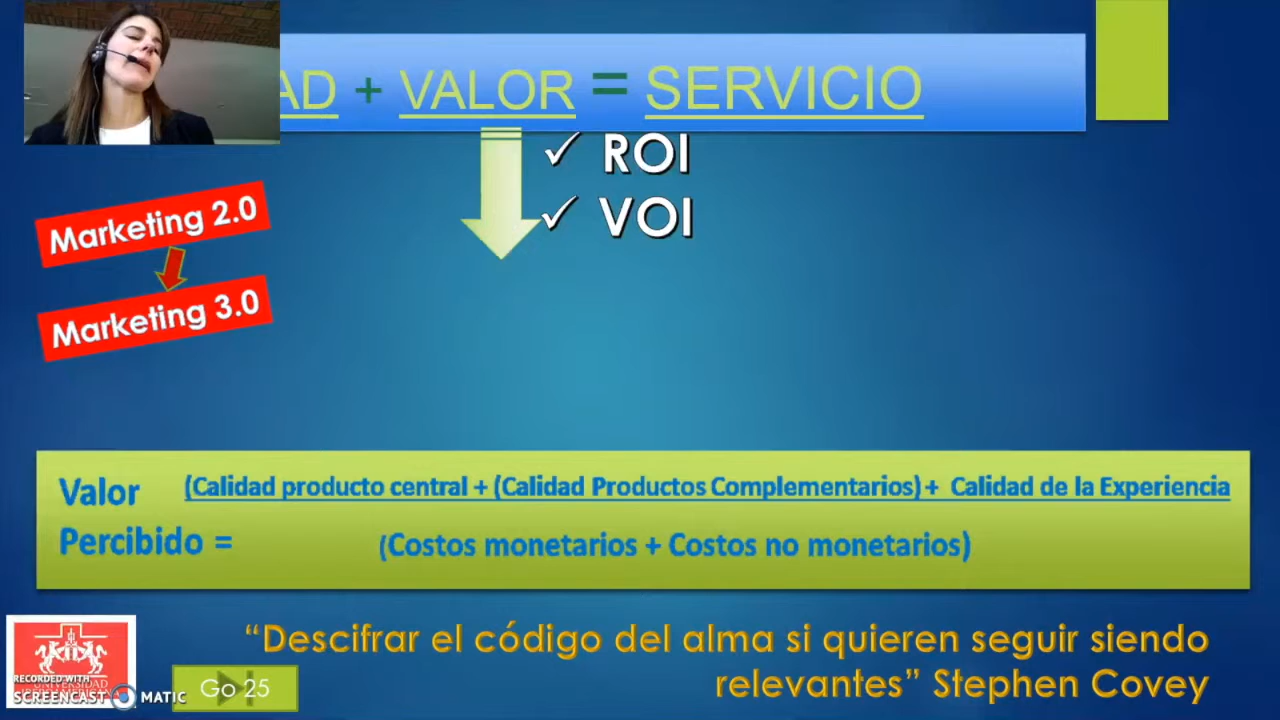 AD + VALOR = SERVICIO
✓ ROI
✓ VOI
Marketing 2.0
Marketing 3.0
Valor
Percibido =
(Calidad producto central + (Calidad Productos Complementarios) + Calidad de la Experiencia
(Costos monetarios + Costos no monetarios)
“Descifrar el código del alma si quieren seguir siendo
relevantes” Stephen Covey
UNIVERSIDAD
RECORDED WITH
SCREENCAST MATIC
Go 25